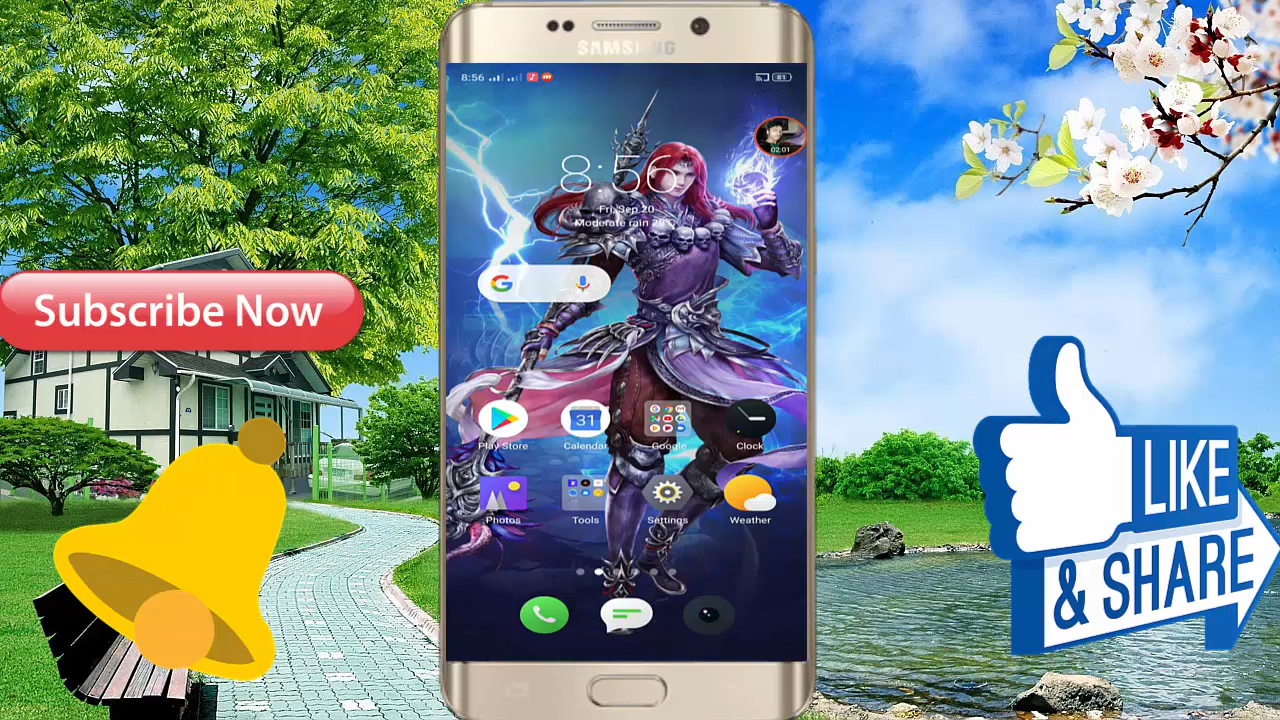 SAMSUNG
8:56
81
02:01
8:56
Fri, Sep 20
Moderate rain 28°C
G
Subscribe Now
31
Play Store
Calendar
Google
Clock
Photos
Tools
Settings
Weather
LIKE
& SHARE